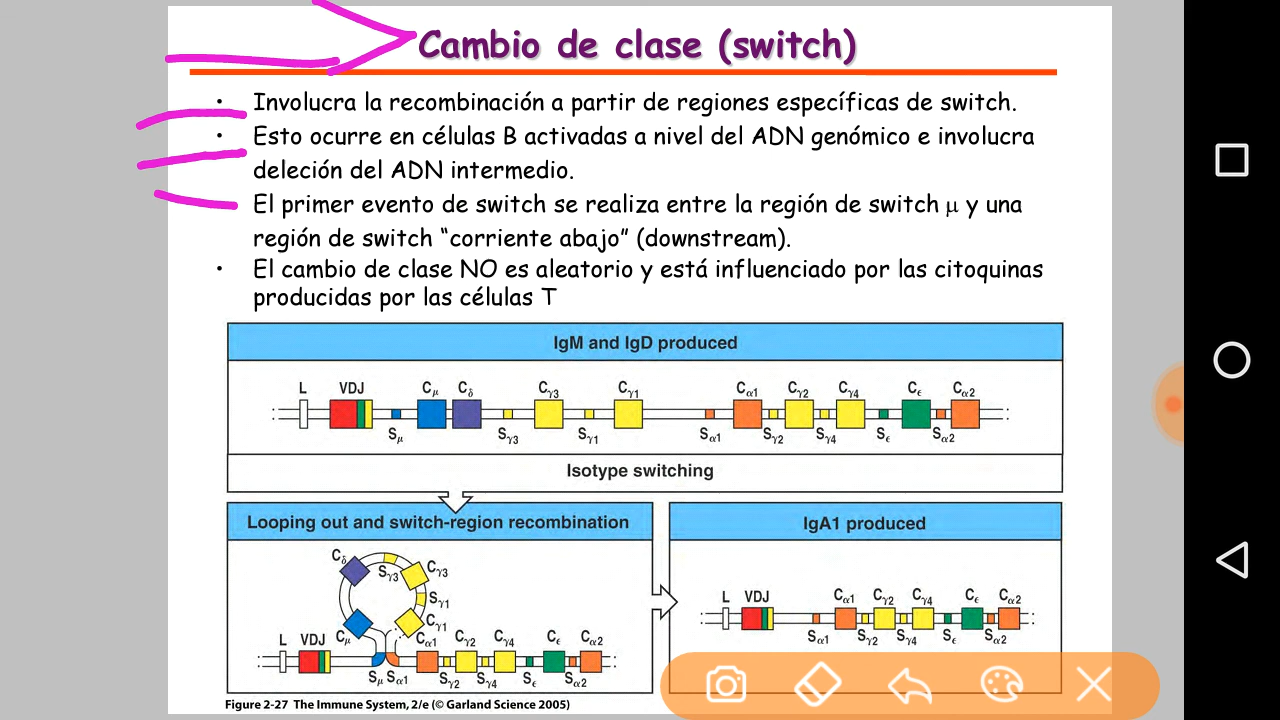 Cambio de clase (switch)
• Involucra la recombinación a partir de regiones específicas de switch.
• Esto ocurre en células B activadas a nivel del ADN genómico e involucra
deleción del ADN intermedio.
El primer evento de switch se realiza entre la región de switch μ y una
región de switch “corriente abajo” (downstream).
• El cambio de clase NO es aleatorio y está influenciado por las citoquinas
producidas por las células T
IgM and IgD produced
L VDJ Cμ Cδ Cγ3 Cγ1 Cα1 Cγ2 Cγ4 Cϵ Cα2
Sμ Sγ3 Sγ1 Sα1 Sγ2 Sγ4 Sϵ Sα2
Isotype switching
Looping out and switch-region recombination
Cδ Sγ3 Cγ3
Sγ1
Cγ1
L VDJ Cμ Cα1 Cγ2 Cγ4 Cϵ Cα2
Sμ Sα1 Sγ2 Sγ4 Sϵ Sα2
IgA1 produced
L VDJ Cα1 Cγ2 Cγ4 Cϵ Cα2
Sα1 Sγ2 Sγ4 Sϵ Sα2
Figure 2-27 The Immune System, 2/e (© Garland Science 2005)